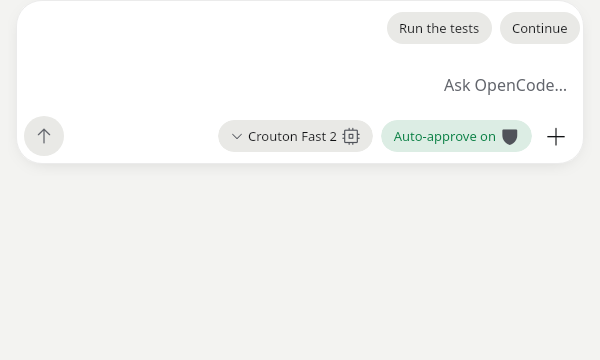 Run the tests
Continue
Ask OpenCode...
Crouton Fast 2
Auto-approve on